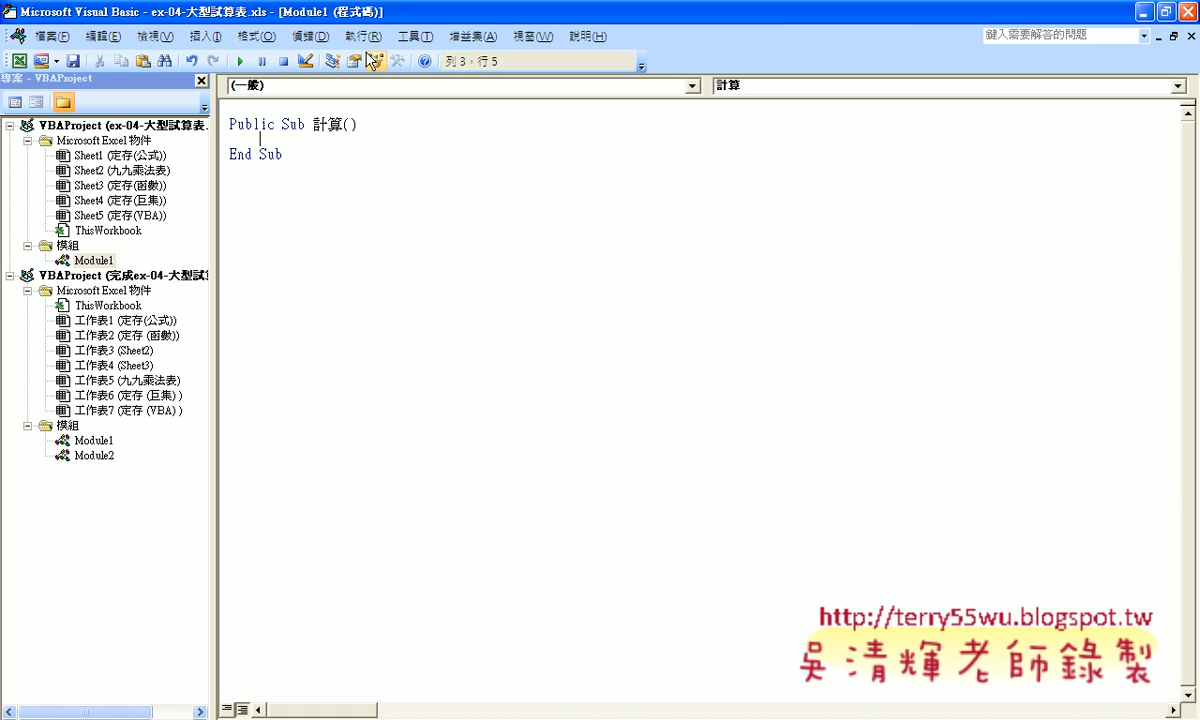 Microsoft Visual Basic - ex-04-大型試算表.xls - [Module1 (程式碼)]
檔案(F) 編輯(E) 檢視(V) 插入(I) 格式(O) 偵錯(D) 執行(R) 工具(T) 增益集(A) 視窗(W) 說明(H) 鍵入需要解答的問題
列 3, 行 5
專案 - VBAProject
(一般) 計算
VBAProject (ex-04-大型試算表.
Microsoft Excel 物件
Sheet1 (定存(公式))
Sheet2 (九九乘法表)
Sheet3 (定存(函數))
Sheet4 (定存(巨集))
Sheet5 (定存(VBA))
ThisWorkbook
模組
Module1
VBAProject (完成ex-04-大型試
Microsoft Excel 物件
ThisWorkbook
工作表1 (定存(公式))
工作表2 (定存 (函數))
工作表3 (Sheet2)
工作表4 (Sheet3)
工作表5 (九九乘法表)
工作表6 (定存 (巨集) )
工作表7 (定存 (VBA) )
模組
Module1
Module2
Public Sub 計算()
End Sub
http://terry55wu.blogspot.tw
吳清輝老師錄製